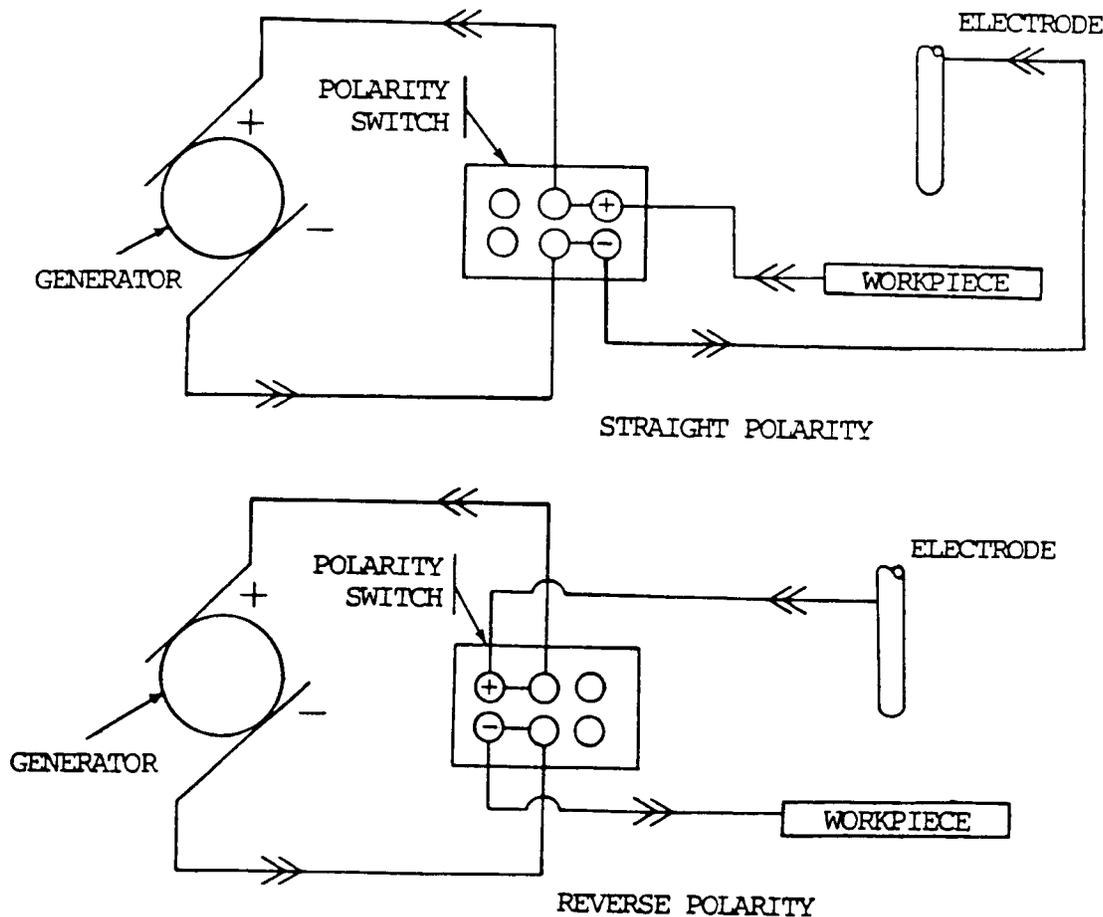 ELECTRODE
POLARITY
SWITCH
+
+
−
−
GENERATOR
WORKPIECE
STRAIGHT POLARITY
ELECTRODE
POLARITY
SWITCH
+
+
−
−
GENERATOR
WORKPIECE
REVERSE POLARITY